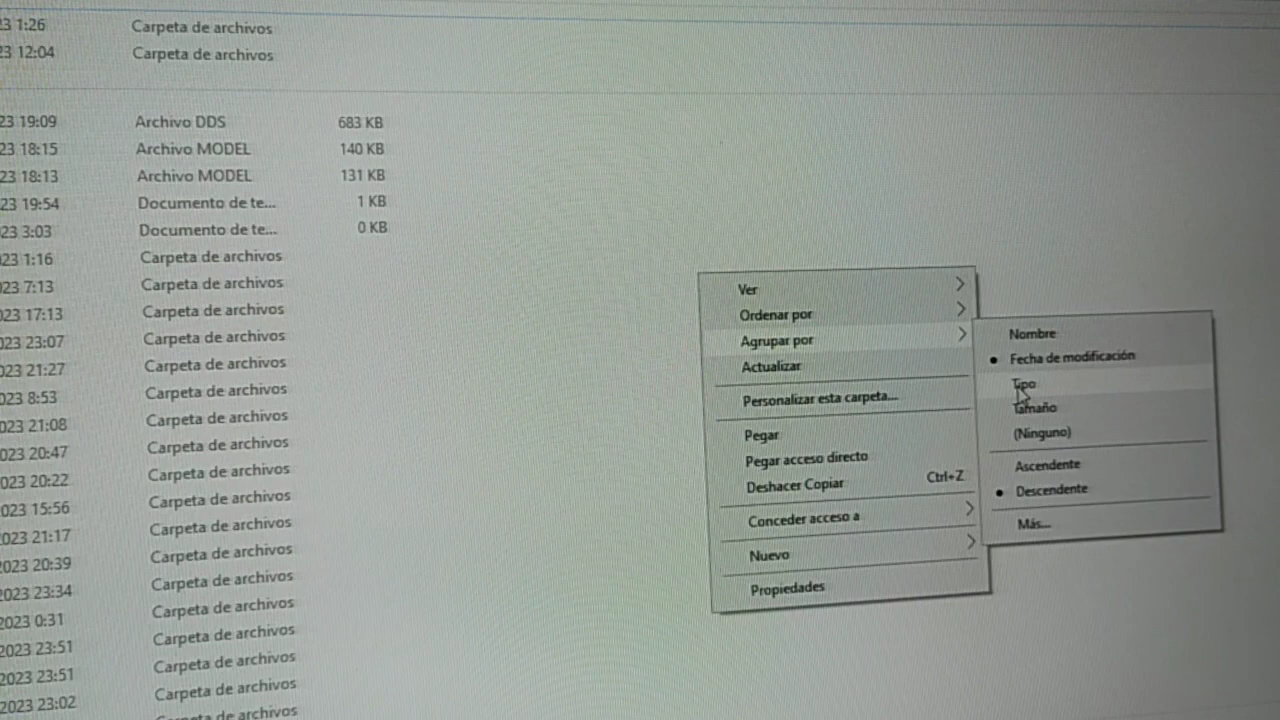 23 1:26 Carpeta de archivos
23 12:04 Carpeta de archivos
23 19:09 Archivo DDS 683 KB
23 18:15 Archivo MODEL 140 KB
23 18:13 Archivo MODEL 131 KB
23 19:54 Documento de te... 1 KB
023 3:03 Documento de te... 0 KB
023 1:16 Carpeta de archivos
023 7:13 Carpeta de archivos
023 17:13 Carpeta de archivos
023 23:07 Carpeta de archivos
023 21:27 Carpeta de archivos
023 8:53 Carpeta de archivos
023 21:08 Carpeta de archivos
023 20:47 Carpeta de archivos
023 20:22 Carpeta de archivos
2023 15:56 Carpeta de archivos
2023 21:17 Carpeta de archivos
2023 20:39 Carpeta de archivos
2023 23:34 Carpeta de archivos
2023 0:31 Carpeta de archivos
2023 23:51 Carpeta de archivos
2023 23:51 Carpeta de archivos
2023 23:02 Carpeta de archivos
Carpeta de archivos
Ver
Ordenar por
Agrupar por
Actualizar
Personalizar esta carpeta...
Pegar
Pegar acceso directo
Deshacer Copiar Ctrl+Z
Conceder acceso a
Nuevo
Propiedades
Nombre
Fecha de modificación
Tipo
Tamaño
(Ninguno)
Ascendente
Descendente
Más...